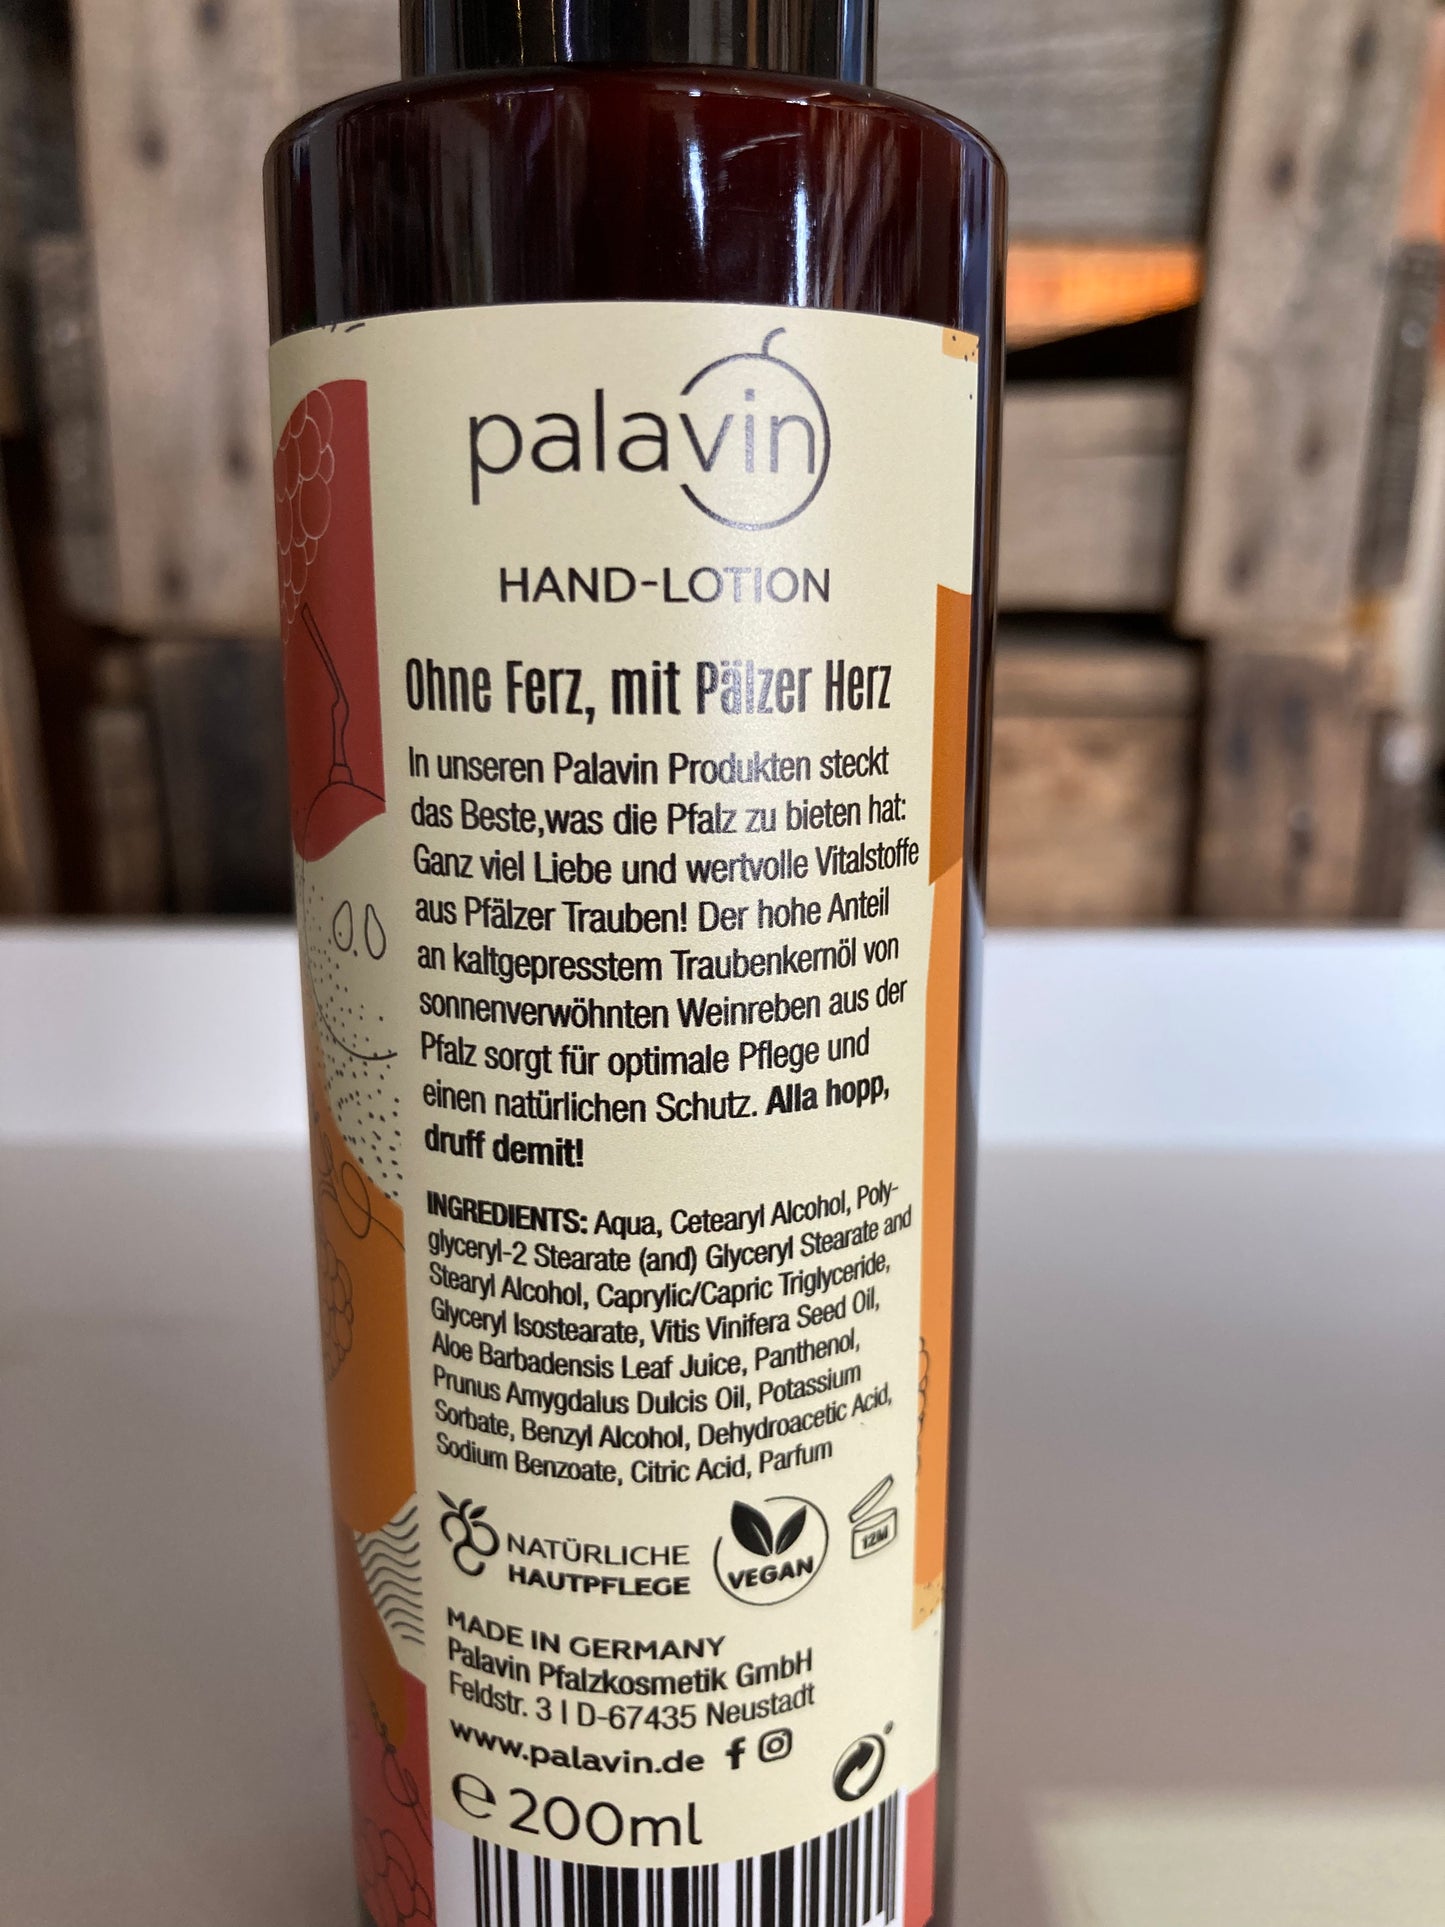 palavin
HAND-LOTION
Ohne Ferz, mit Pälzer Herz
In unseren Palavin Produkten steckt
das Beste,was die Pfalz zu bieten hat:
Ganz viel Liebe und wertvolle Vitalstoffe
aus Pfälzer Trauben! Der hohe Anteil
an kaltgepresstem Traubenkernöl von
sonnenverwöhnten Weinreben aus der
Pfalz sorgt für optimale Pflege und
einen natürlichen Schutz. Alla hopp,
druff demit!
INGREDIENTS: Aqua, Cetearyl Alcohol, Poly-
glyceryl-2 Stearate (and) Glyceryl Stearate and
Stearyl Alcohol, Caprylic/Capric Triglyceride,
Glyceryl Isostearate, Vitis Vinifera Seed Oil,
Aloe Barbadensis Leaf Juice, Panthenol,
Prunus Amygdalus Dulcis Oil, Potassium
Sorbate, Benzyl Alcohol, Dehydroacetic Acid,
Sodium Benzoate, Citric Acid, Parfum
NATÜRLICHE
HAUTPFLEGE
VEGAN
12M
MADE IN GERMANY
Palavin Pfalzkosmetik GmbH
Feldstr. 3 | D-67435 Neustadt
www.palavin.de
℮ 200ml